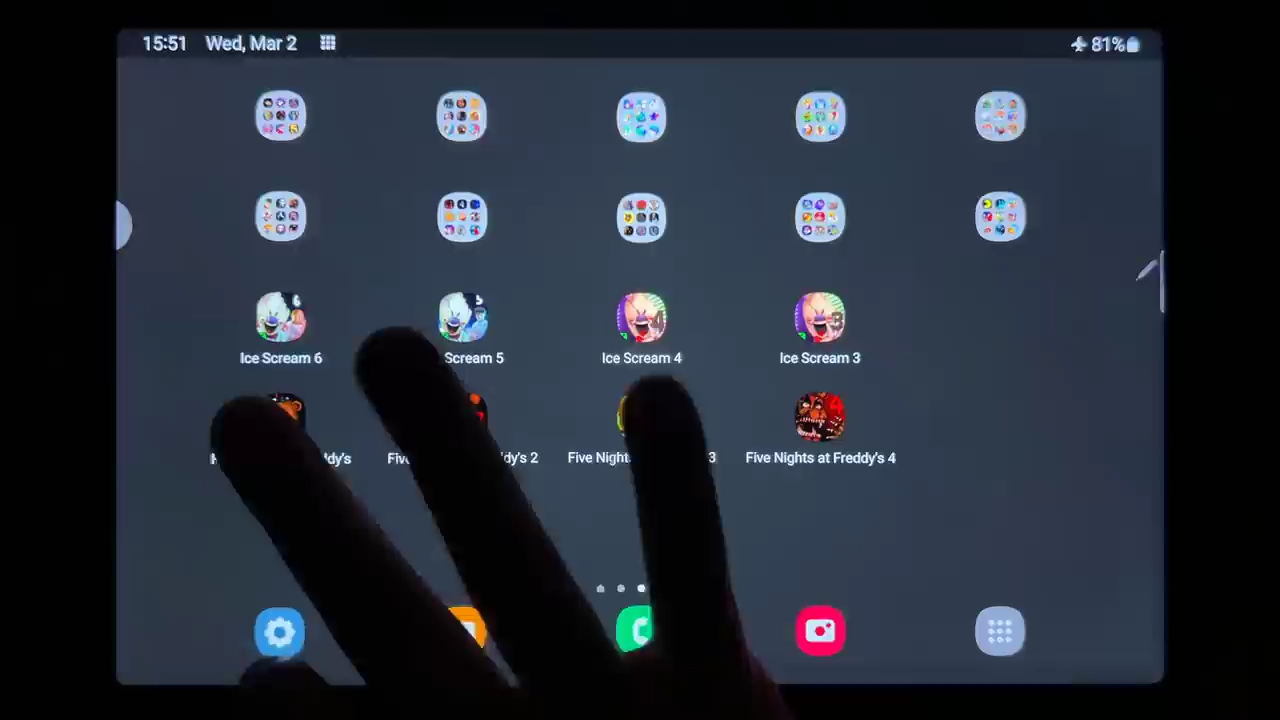 15:51 Wed, Mar 2 81%
Ice Scream 6 Scream 5 Ice Scream 4 Ice Scream 3
Five Nights at Freddy's 4
3